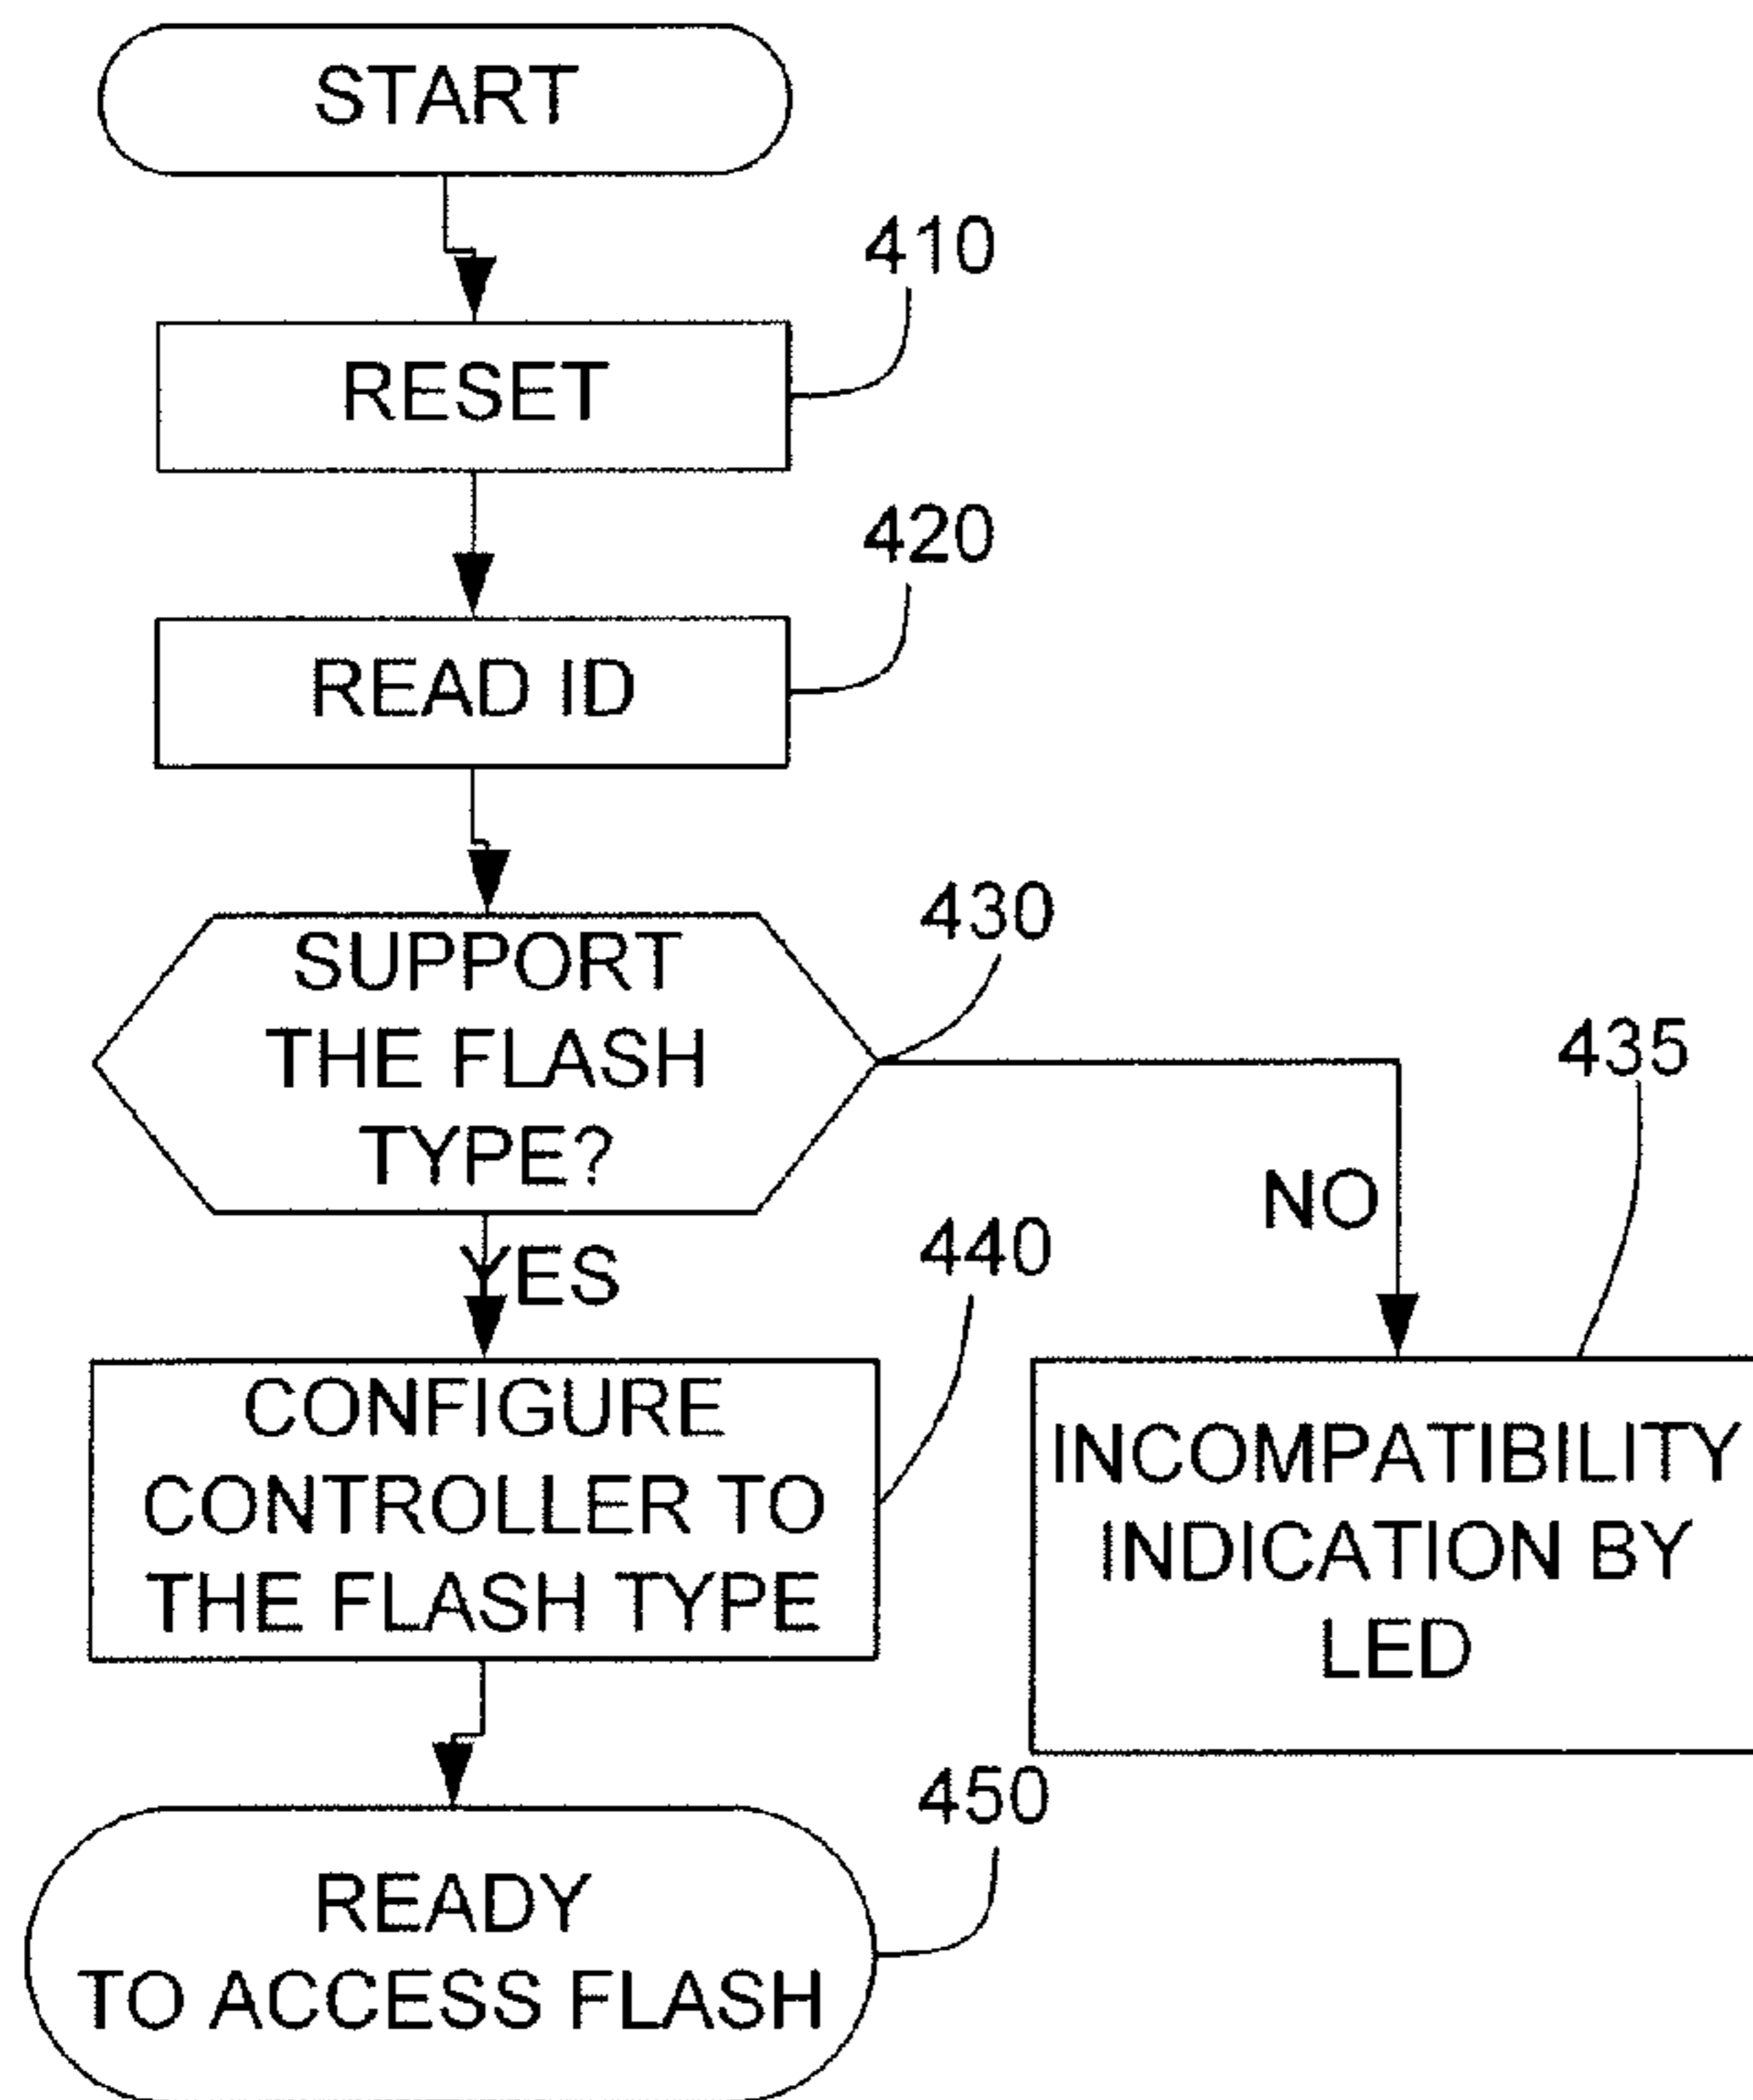 START
410
RESET
420
READ ID
430
SUPPORT
THE FLASH
TYPE?
435
NO
YES
440
CONFIGURE
CONTROLLER TO
THE FLASH TYPE
INCOMPATIBILITY
INDICATION BY
LED
450
READY
TO ACCESS FLASH